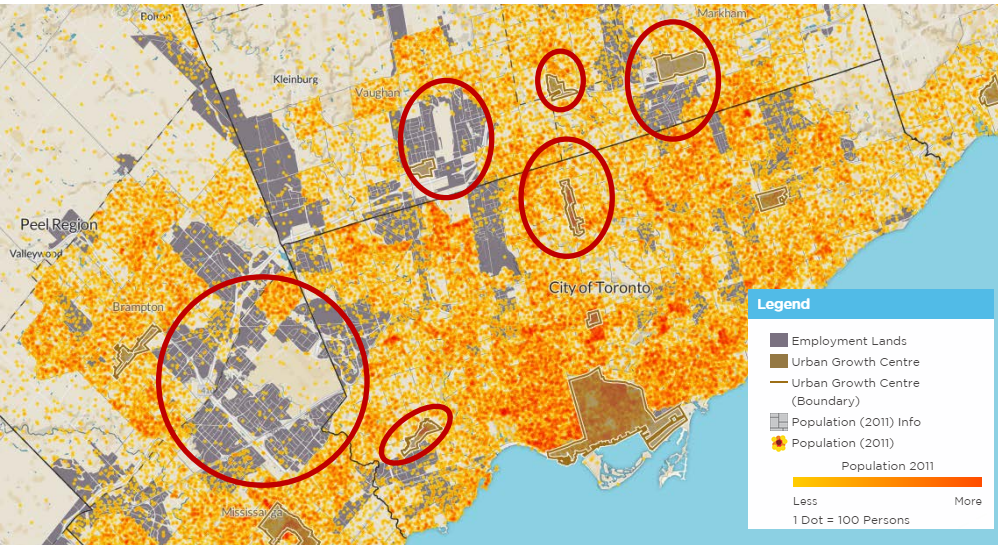 Bolton
Markham
Kleinburg
Vaughan
Peel Region
Valleywood
City of Toronto
Brampton
Mississauga
Legend
Employment Lands
Urban Growth Centre
Urban Growth Centre
(Boundary)
Population (2011) Info
Population (2011)
Population 2011
Less More
1 Dot = 100 Persons